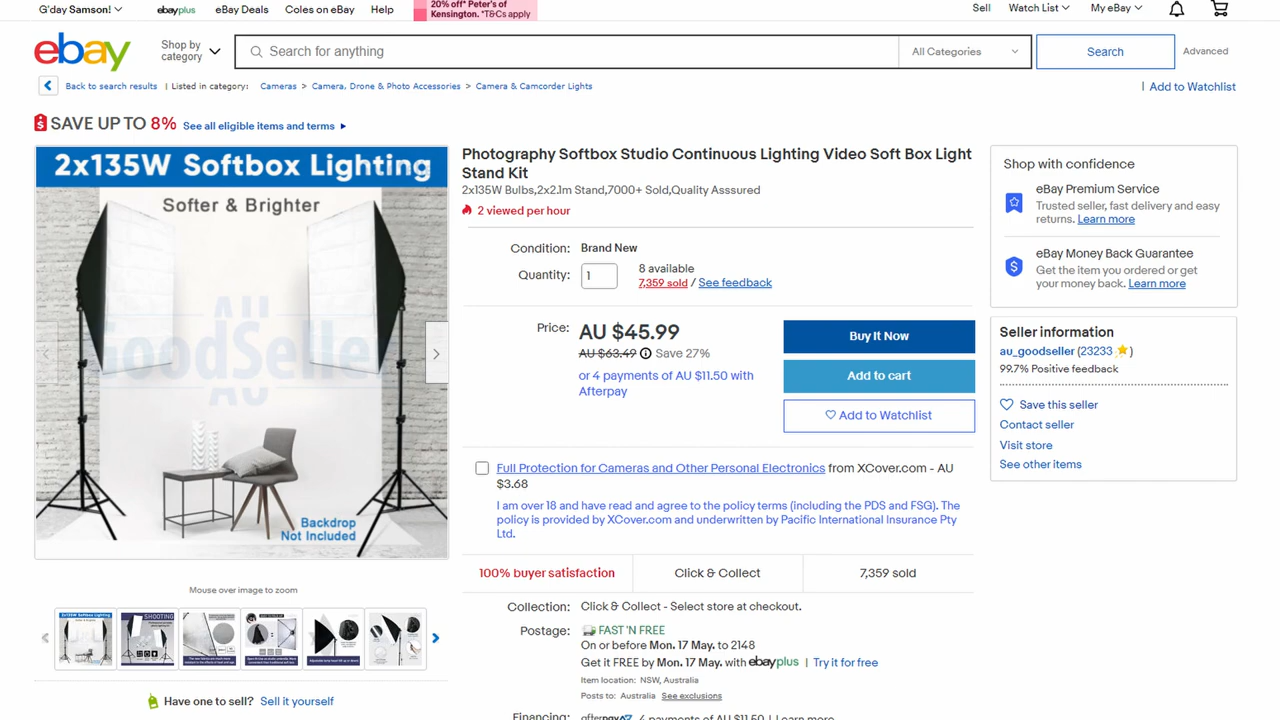 G'day Samson!
ebayplus
eBay Deals
Coles on eBay
Help
20% off* Peter's of
Kensington. *T&Cs apply
Sell
Watch List
My eBay
ebay
Shop by
category
Search for anything
All Categories
Search
Advanced
Back to search results | Listed in category: Cameras > Camera, Drone & Photo Accessories > Camera & Camcorder Lights
| Add to Watchlist
SAVE UP TO 8% See all eligible items and terms
2x135W Softbox Lighting
Softer & Brighter
AU
GoodSeller
AU
Backdrop
Not Included
Mouse over image to zoom
Have one to sell? Sell it yourself
Photography Softbox Studio Continuous Lighting Video Soft Box Light
Stand Kit
2x135W Bulbs,2x2.1m Stand,7000+ Sold,Quality Asssured
2 viewed per hour
Condition: Brand New
Quantity: 1
8 available
7,359 sold / See feedback
Price: AU $45.99
AU $63.49 Save 27%
or 4 payments of AU $11.50 with
Afterpay
Buy It Now
Add to cart
Add to Watchlist
Full Protection for Cameras and Other Personal Electronics from XCover.com - AU
$3.68
I am over 18 and have read and agree to the policy terms (including the PDS and FSG). The
policy is provided by XCover.com and underwritten by Pacific International Insurance Pty
Ltd.
100% buyer satisfaction
Click & Collect
7,359 sold
Collection: Click & Collect - Select store at checkout.
Postage: FAST 'N FREE
On or before Mon. 17 May. to 2148
Get it FREE by Mon. 17 May. with ebayplus | Try it for free
Item location: NSW, Australia
Posts to: Australia See exclusions
Financing: afterpay 4 payments of AU $11.50 | Learn more
Shop with confidence
eBay Premium Service
Trusted seller, fast delivery and easy
returns. Learn more
eBay Money Back Guarantee
Get the item you ordered or get
your money back. Learn more
Seller information
au_goodseller (23233)
99.7% Positive feedback
Save this seller
Contact seller
Visit store
See other items